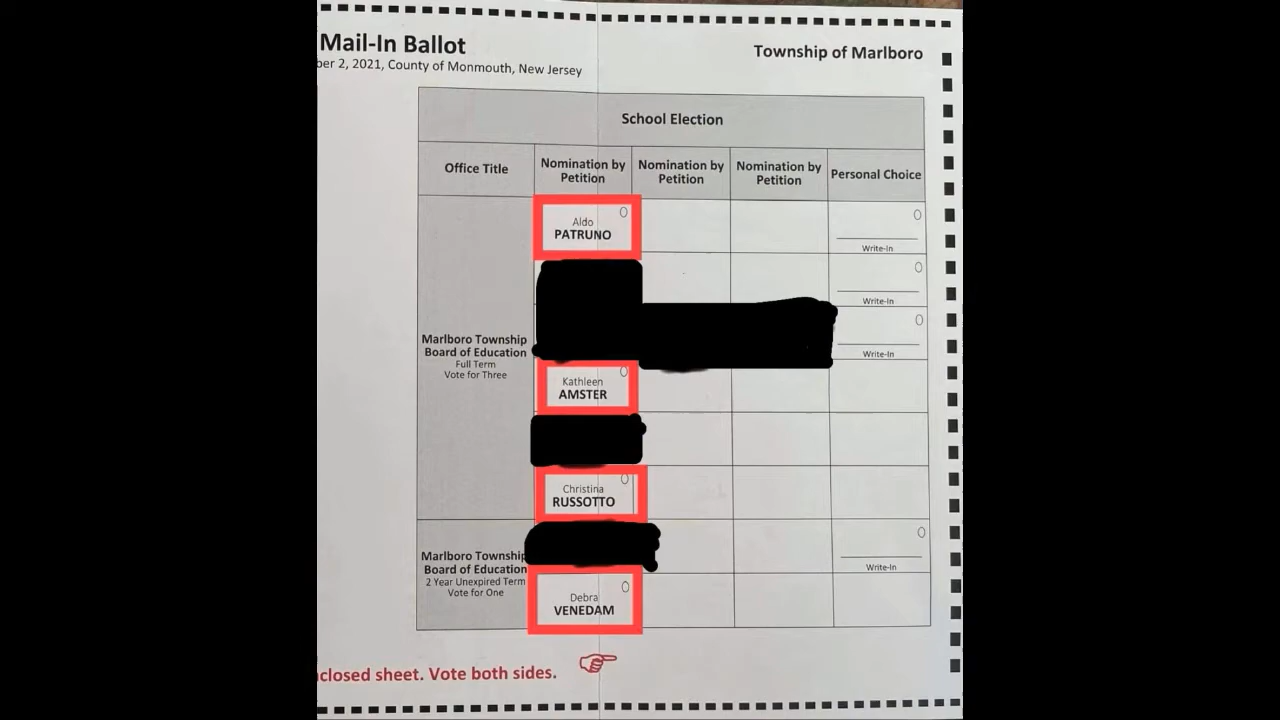 Mail-In Ballot
Township of Marlboro
ber 2, 2021, County of Monmouth, New Jersey
School Election
Office Title
Nomination by
Petition
Nomination by
Petition
Nomination by
Petition
Personal Choice
Aldo
PATRUNO
Write-In
Write-In
Marlboro Township
Board of Education
Full Term
Vote for Three
Write-In
Kathleen
AMSTER
Christina
RUSSOTTO
Marlboro Township
Board of Education
2 Year Unexpired Term
Vote for One
Write-In
Debra
VENEDAM
closed sheet. Vote both sides.